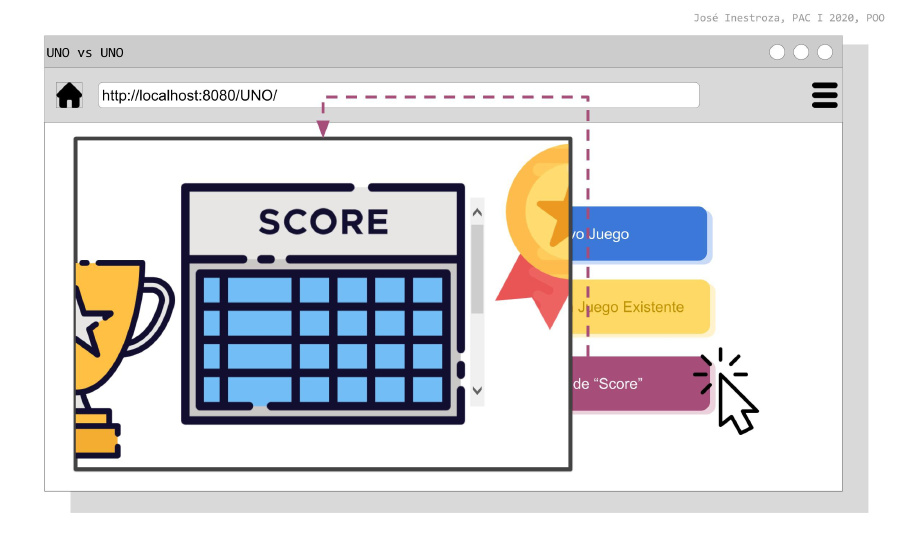 José Inestroza, PAC I 2020, POO
UNO vs UNO
http://localhost:8080/UNO/
SCORE
vo Juego
Juego Existente
de “Score”